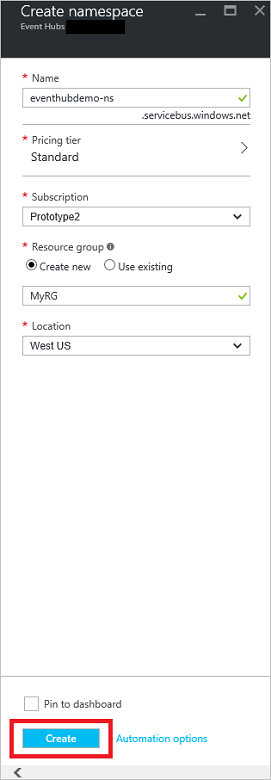 Create namespace
Event Hubs
* Name
eventhubdemo-ns
.servicebus.windows.net
* Pricing tier
Standard
* Subscription
Prototype2
* Resource group
Create new Use existing
MyRG
* Location
West US
Pin to dashboard
Create Automation options